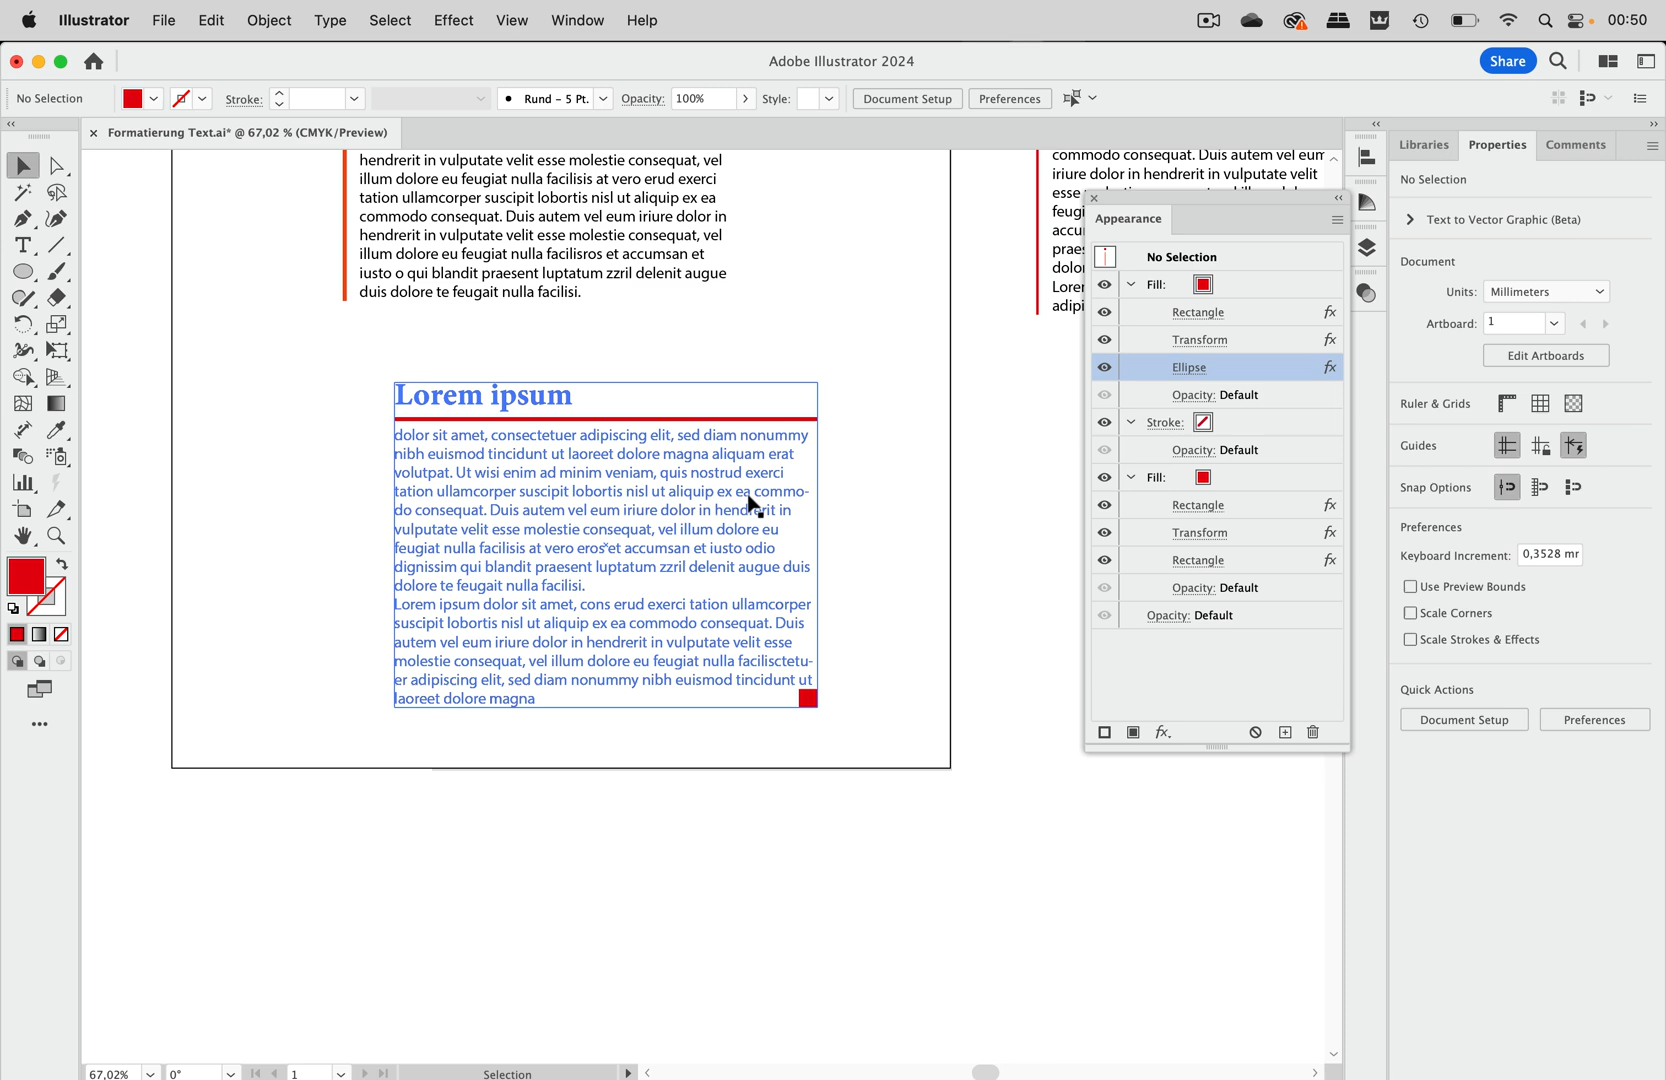 Illustrator File Edit Object Type Select Effect View Window Help 00:50
Adobe Illustrator 2024
Share
No Selection
Stroke:
Rund - 5 Pt.
Opacity: 100%
Style:
Document Setup
Preferences
× Formatierung Text.ai* @ 67,02 % (CMYK/Preview)
hendrerit in vulputate velit esse molestie consequat, vel
illum dolore eu feugiat nulla facilisis at vero erud exerci
tation ullamcorper suscipit lobortis nisl ut aliquip ex ea
commodo consequat. Duis autem vel eum iriure dolor in
hendrerit in vulputate velit esse molestie consequat, vel
illum dolore eu feugiat nulla facilisros et accumsan et
iusto o qui blandit praesent luptatum zzril delenit augue
duis dolore te feugait nulla facilisi.
commodo consequat. Duis autem vel eum
iriure dolor in hendrerit in vulputate velit
esse
feugi
accu
praes
dolor
Lorem
adipi
Lorem ipsum
dolor sit amet, consectetuer adipiscing elit, sed diam nonummy
nibh euismod tincidunt ut laoreet dolore magna aliquam erat
volutpat. Ut wisi enim ad minim veniam, quis nostrud exerci
tation ullamcorper suscipit lobortis nisl ut aliquip ex ea commo-
do consequat. Duis autem vel eum iriure dolor in hendrerit in
vulputate velit esse molestie consequat, vel illum dolore eu
feugiat nulla facilisis at vero eros et accumsan et iusto odio
dignissim qui blandit praesent luptatum zzril delenit augue duis
dolore te feugait nulla facilisi.
Lorem ipsum dolor sit amet, cons erud exerci tation ullamcorper
suscipit lobortis nisl ut aliquip ex ea commodo consequat. Duis
autem vel eum iriure dolor in hendrerit in vulputate velit esse
molestie consequat, vel illum dolore eu feugiat nulla facilisctetu-
er adipiscing elit, sed diam nonummy nibh euismod tincidunt ut
laoreet dolore magna
Appearance
No Selection
Fill:
Rectangle fx
Transform fx
Ellipse fx
Opacity: Default
Stroke:
Opacity: Default
Fill:
Rectangle fx
Transform fx
Rectangle fx
Opacity: Default
Opacity: Default
fx.
Libraries Properties Comments
No Selection
Text to Vector Graphic (Beta)
Document
Units: Millimeters
Artboard: 1
Edit Artboards
Ruler & Grids
Guides
Snap Options
Preferences
Keyboard Increment: 0,3528 mr
Use Preview Bounds
Scale Corners
Scale Strokes & Effects
Quick Actions
Document Setup
Preferences
67,02% 0° 1 Selection